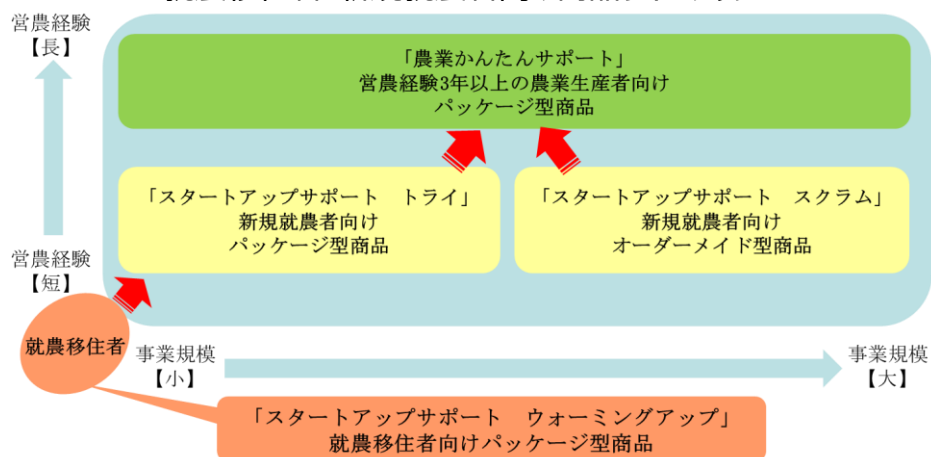 営農経験
【長】
「農業かんたんサポート」
営農経験3年以上の農業生産者向け
パッケージ型商品
「スタートアップサポート　トライ」
新規就農者向け
パッケージ型商品
「スタートアップサポート　スクラム」
新規就農者向け
オーダーメイド型商品
営農経験
【短】
就農移住者
事業規模
【小】
事業規模
【大】
「スタートアップサポート　ウォーミングアップ」
就農移住者向けパッケージ型商品